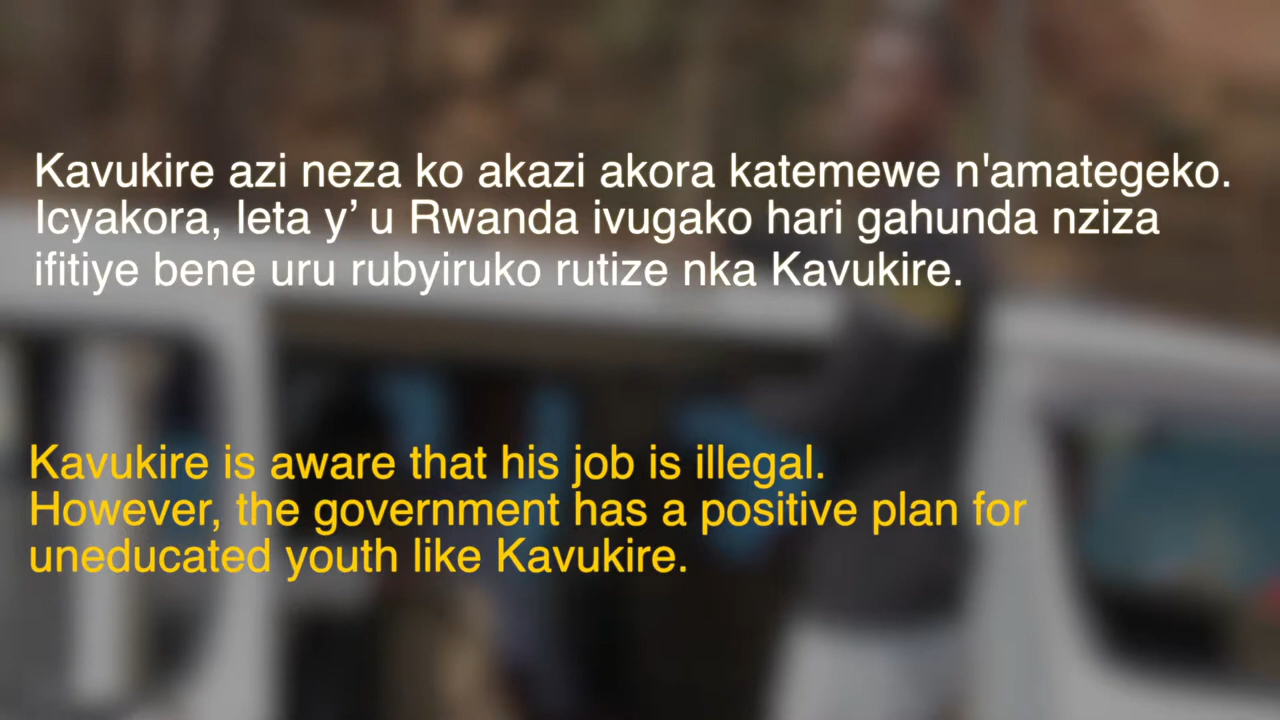 Kavukire azi neza ko akazi akora katemewe n'amategeko.
Icyakora, leta y’ u Rwanda ivugako hari gahunda nziza
ifitiye bene uru rubyiruko rutize nka Kavukire.
Kavukire is aware that his job is illegal.
However, the government has a positive plan for
uneducated youth like Kavukire.